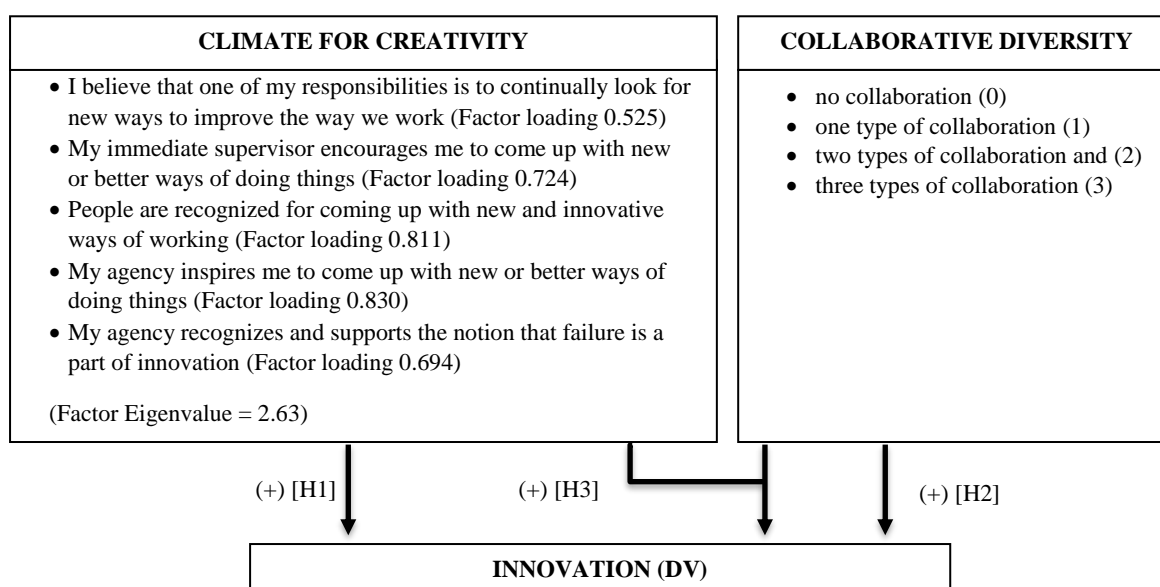 CLIMATE FOR CREATIVITY
• I believe that one of my responsibilities is to continually look for
new ways to improve the way we work (Factor loading 0.525)
• My immediate supervisor encourages me to come up with new
or better ways of doing things (Factor loading 0.724)
• People are recognized for coming up with new and innovative
ways of working (Factor loading 0.811)
• My agency inspires me to come up with new or better ways of
doing things (Factor loading 0.830)
• My agency recognizes and supports the notion that failure is a
part of innovation (Factor loading 0.694)
(Factor Eigenvalue = 2.63)
COLLABORATIVE DIVERSITY
• no collaboration (0)
• one type of collaboration (1)
• two types of collaboration and (2)
• three types of collaboration (3)
(+) [H1]
(+) [H3]
(+) [H2]
INNOVATION (DV)